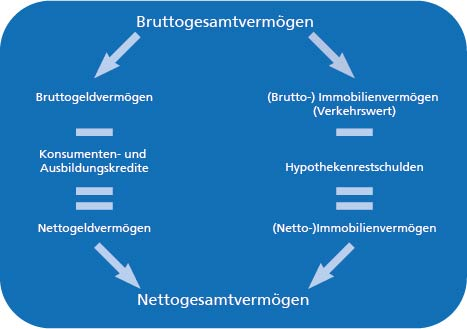 Bruttogesamtvermögen
Bruttogeldvermögen
Konsumenten- und
Ausbildungskredite
Nettogeldvermögen
(Brutto-) Immobilienvermögen
(Verkehrswert)
Hypothekenrestschulden
(Netto-)Immobilienvermögen
Nettogesamtvermögen